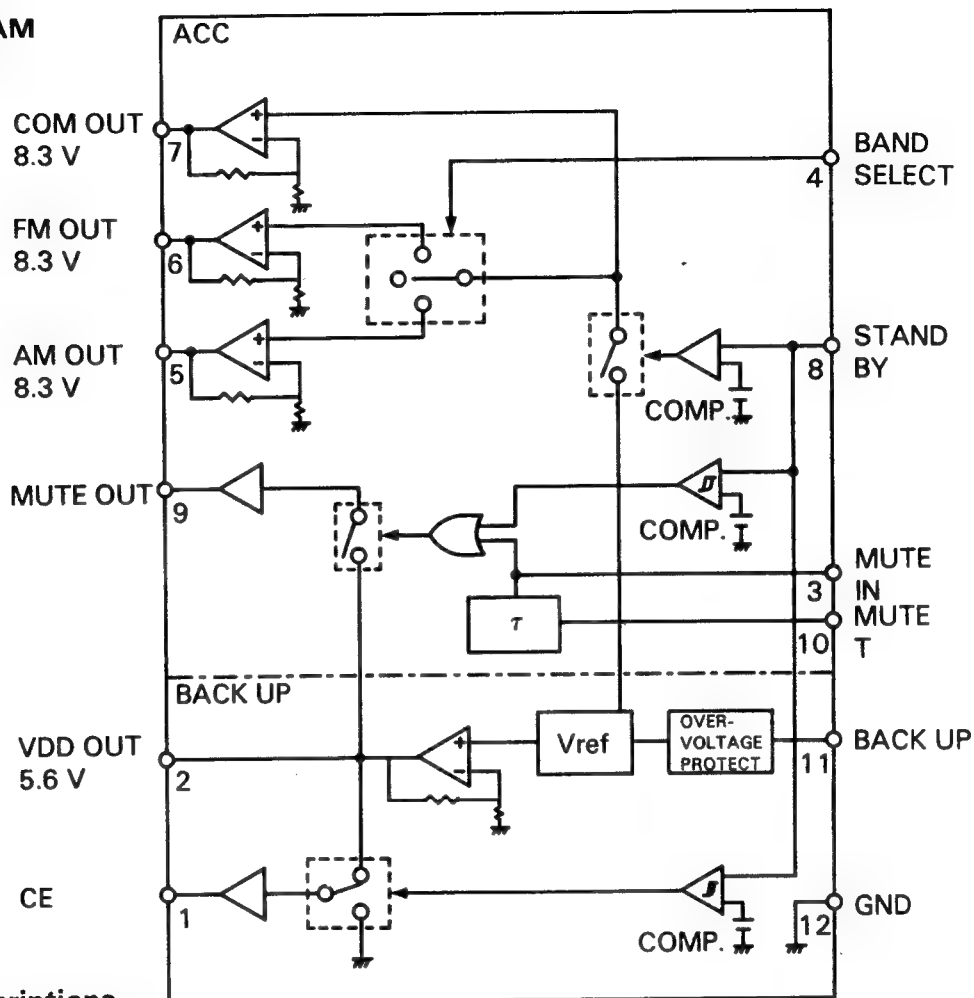 AM
ACC
COM OUT
8.3 V
7
+
-
BAND
SELECT
4
FM OUT
8.3 V
6
+
-
AM OUT
8.3 V
5
+
-
STAND
BY
8
COMP.
MUTE OUT
9
COMP.
MUTE
IN
3
MUTE
T
10
τ
BACK UP
VDD OUT
5.6 V
2
+
-
Vref
OVER-
VOLTAGE
PROTECT
BACK UP
11
CE
1
COMP.
GND
12